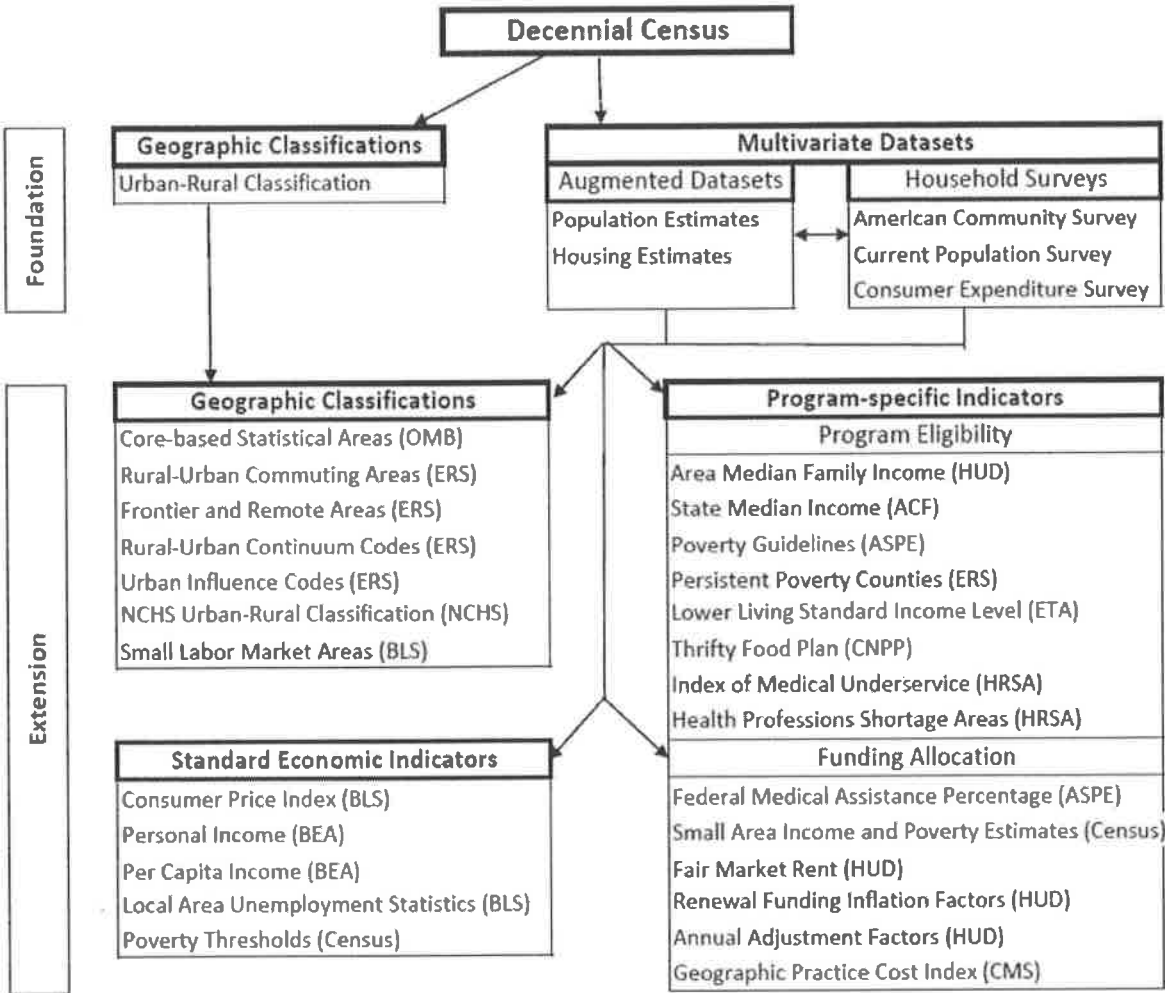 Decennial Census
Foundation
Geographic Classifications
Urban-Rural Classification
Multivariate Datasets
Augmented Datasets
Population Estimates
Housing Estimates
Household Surveys
American Community Survey
Current Population Survey
Consumer Expenditure Survey
Extension
Geographic Classifications
Core-based Statistical Areas (OMB)
Rural-Urban Commuting Areas (ERS)
Frontier and Remote Areas (ERS)
Rural-Urban Continuum Codes (ERS)
Urban Influence Codes (ERS)
NCHS Urban-Rural Classification (NCHS)
Small Labor Market Areas (BLS)
Standard Economic Indicators
Consumer Price Index (BLS)
Personal Income (BEA)
Per Capita Income (BEA)
Local Area Unemployment Statistics (BLS)
Poverty Thresholds (Census)
Program-specific Indicators
Program Eligibility
Area Median Family Income (HUD)
State Median Income (ACF)
Poverty Guidelines (ASPE)
Persistent Poverty Counties (ERS)
Lower Living Standard Income Level (ETA)
Thrifty Food Plan (CNPP)
Index of Medical Underservice (HRSA)
Health Professions Shortage Areas (HRSA)
Funding Allocation
Federal Medical Assistance Percentage (ASPE)
Small Area Income and Poverty Estimates (Census)
Fair Market Rent (HUD)
Renewal Funding Inflation Factors (HUD)
Annual Adjustment Factors (HUD)
Geographic Practice Cost Index (CMS)